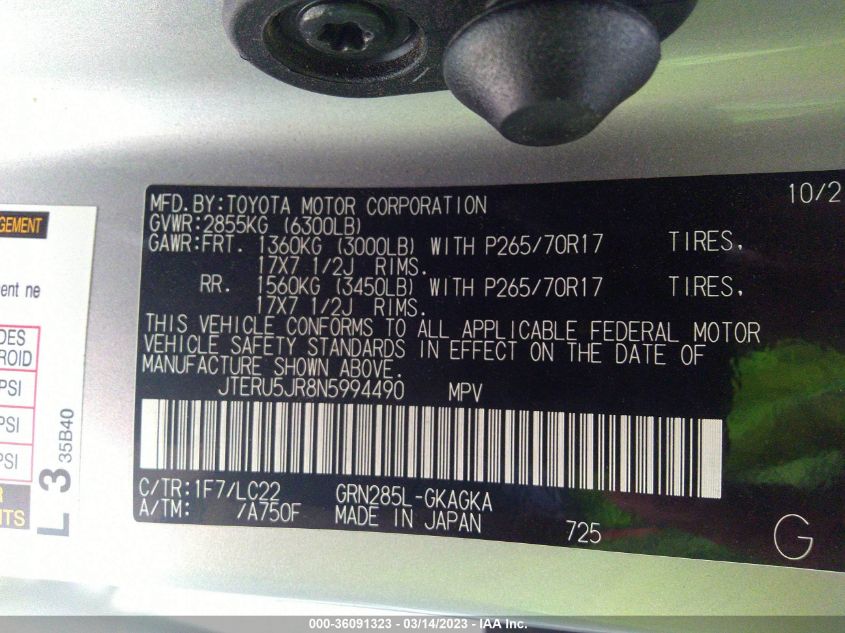 MFD.BY:TOYOTA MOTOR CORPORATION 10/2
GVWR:2855KG (6300LB)
GAWR:FRT. 1360KG (3000LB) WITH P265/70R17 TIRES,
17X7 1/2J RIMS.
RR. 1560KG (3450LB) WITH P265/70R17 TIRES,
17X7 1/2J RIMS.
THIS VEHICLE CONFORMS TO ALL APPLICABLE FEDERAL MOTOR
VEHICLE SAFETY STANDARDS IN EFFECT ON THE DATE OF
MANUFACTURE SHOWN ABOVE.
JTERU5JR8N5994490 MPV
C/TR:1F7/LC22 GRN285L-GKAGKA
A/TM: /A750F MADE IN JAPAN 725 G
AGEMENT
ent ne
DES
ROID
PSI
PSI
PSI
R
ITS
L 3 35B40
000-36091323 - 03/14/2023 - IAA Inc.